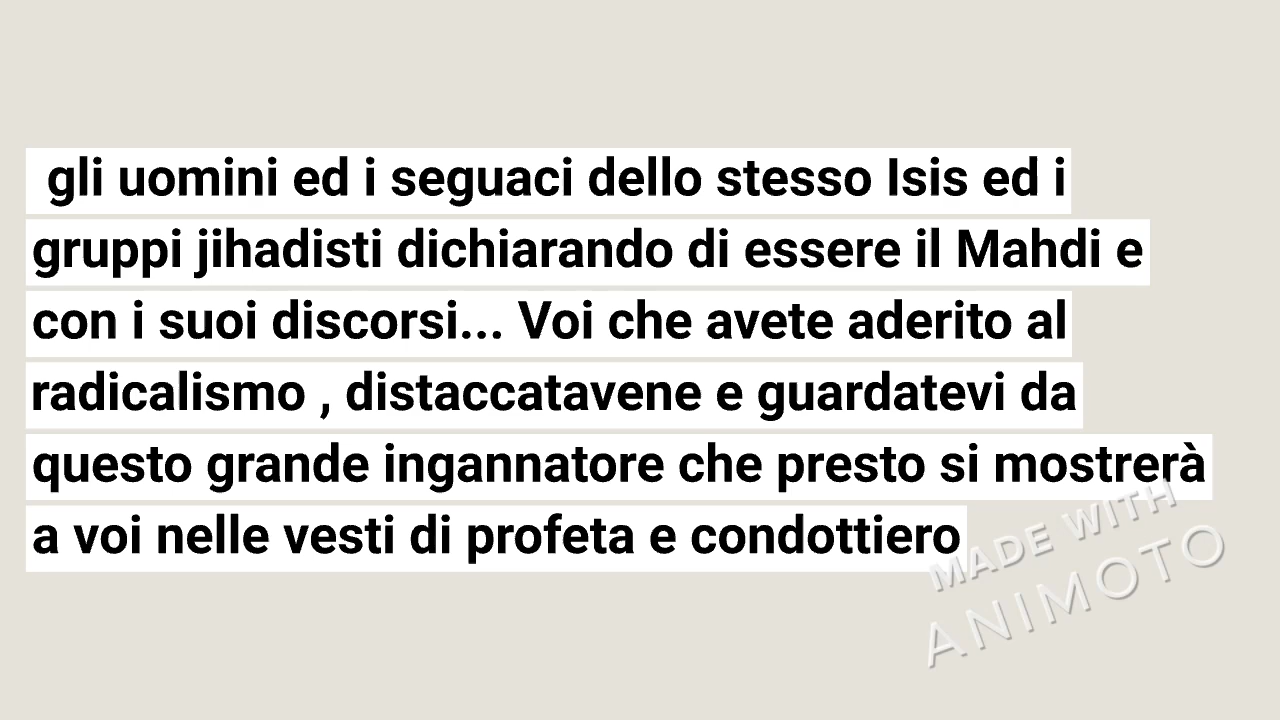 gli uomini ed i seguaci dello stesso Isis ed i
gruppi jihadisti dichiarando di essere il Mahdi e
con i suoi discorsi... Voi che avete aderito al
radicalismo , distaccatavene e guardatevi da
questo grande ingannatore che presto si mostrerà
a voi nelle vesti di profeta e condottiero
MADE WITH
ANIMOTO